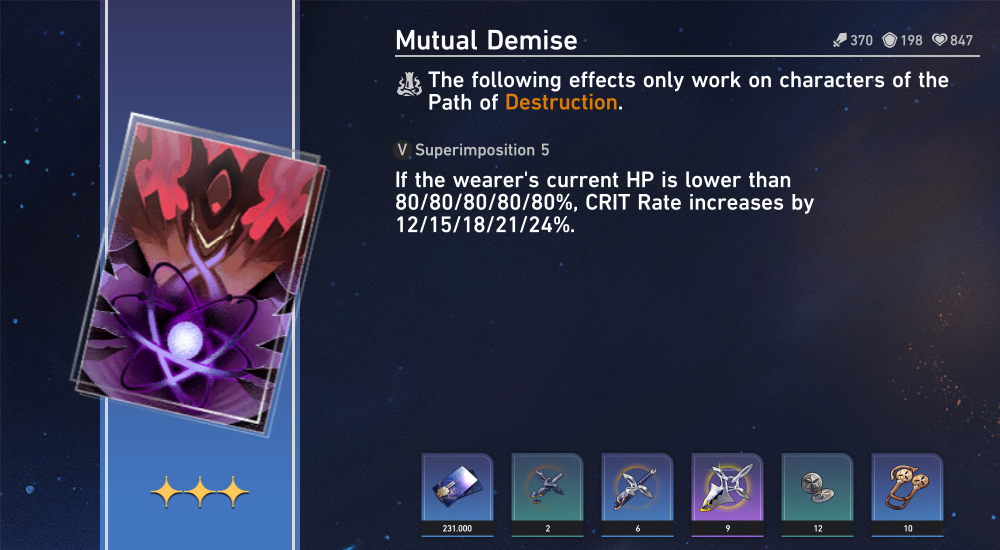 Mutual Demise
370 198 847
The following effects only work on characters of the
Path of Destruction.
V Superimposition 5
If the wearer's current HP is lower than
80/80/80/80/80%, CRIT Rate increases by
12/15/18/21/24%.
231.000 2 6 9 12 10